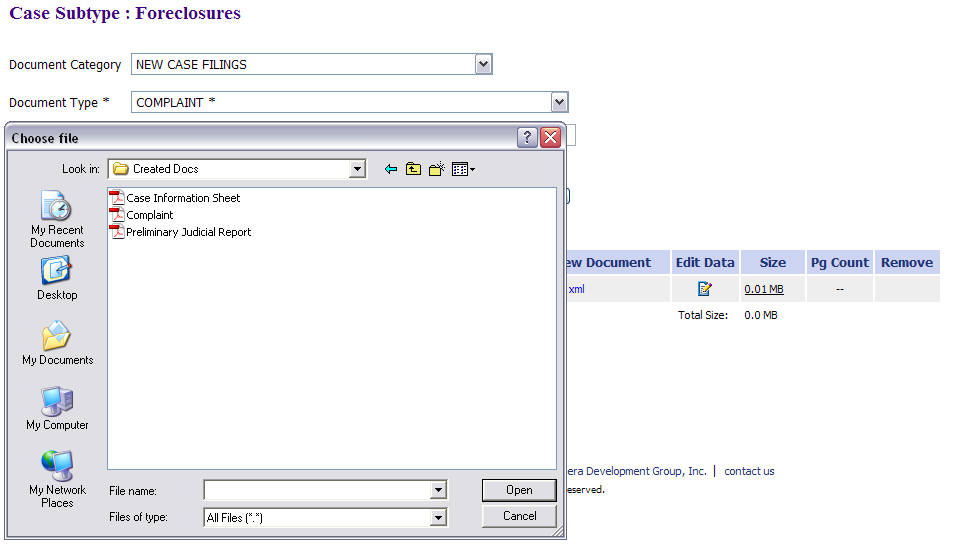 Case Subtype : Foreclosures
Document Category NEW CASE FILINGS
Document Type * COMPLAINT *
Choose file ?
Look in: Created Docs
Case Information Sheet
Complaint
Preliminary Judicial Report
My Recent
Documents
Desktop
My Documents
My Computer
My Network
Places
File name: Open
Files of type: All Files (*.*) Cancel
Document Edit Data Size Pg Count Remove
xml 0.01 MB --
Total Size: 0.0 MB
Development Group, Inc. | contact us